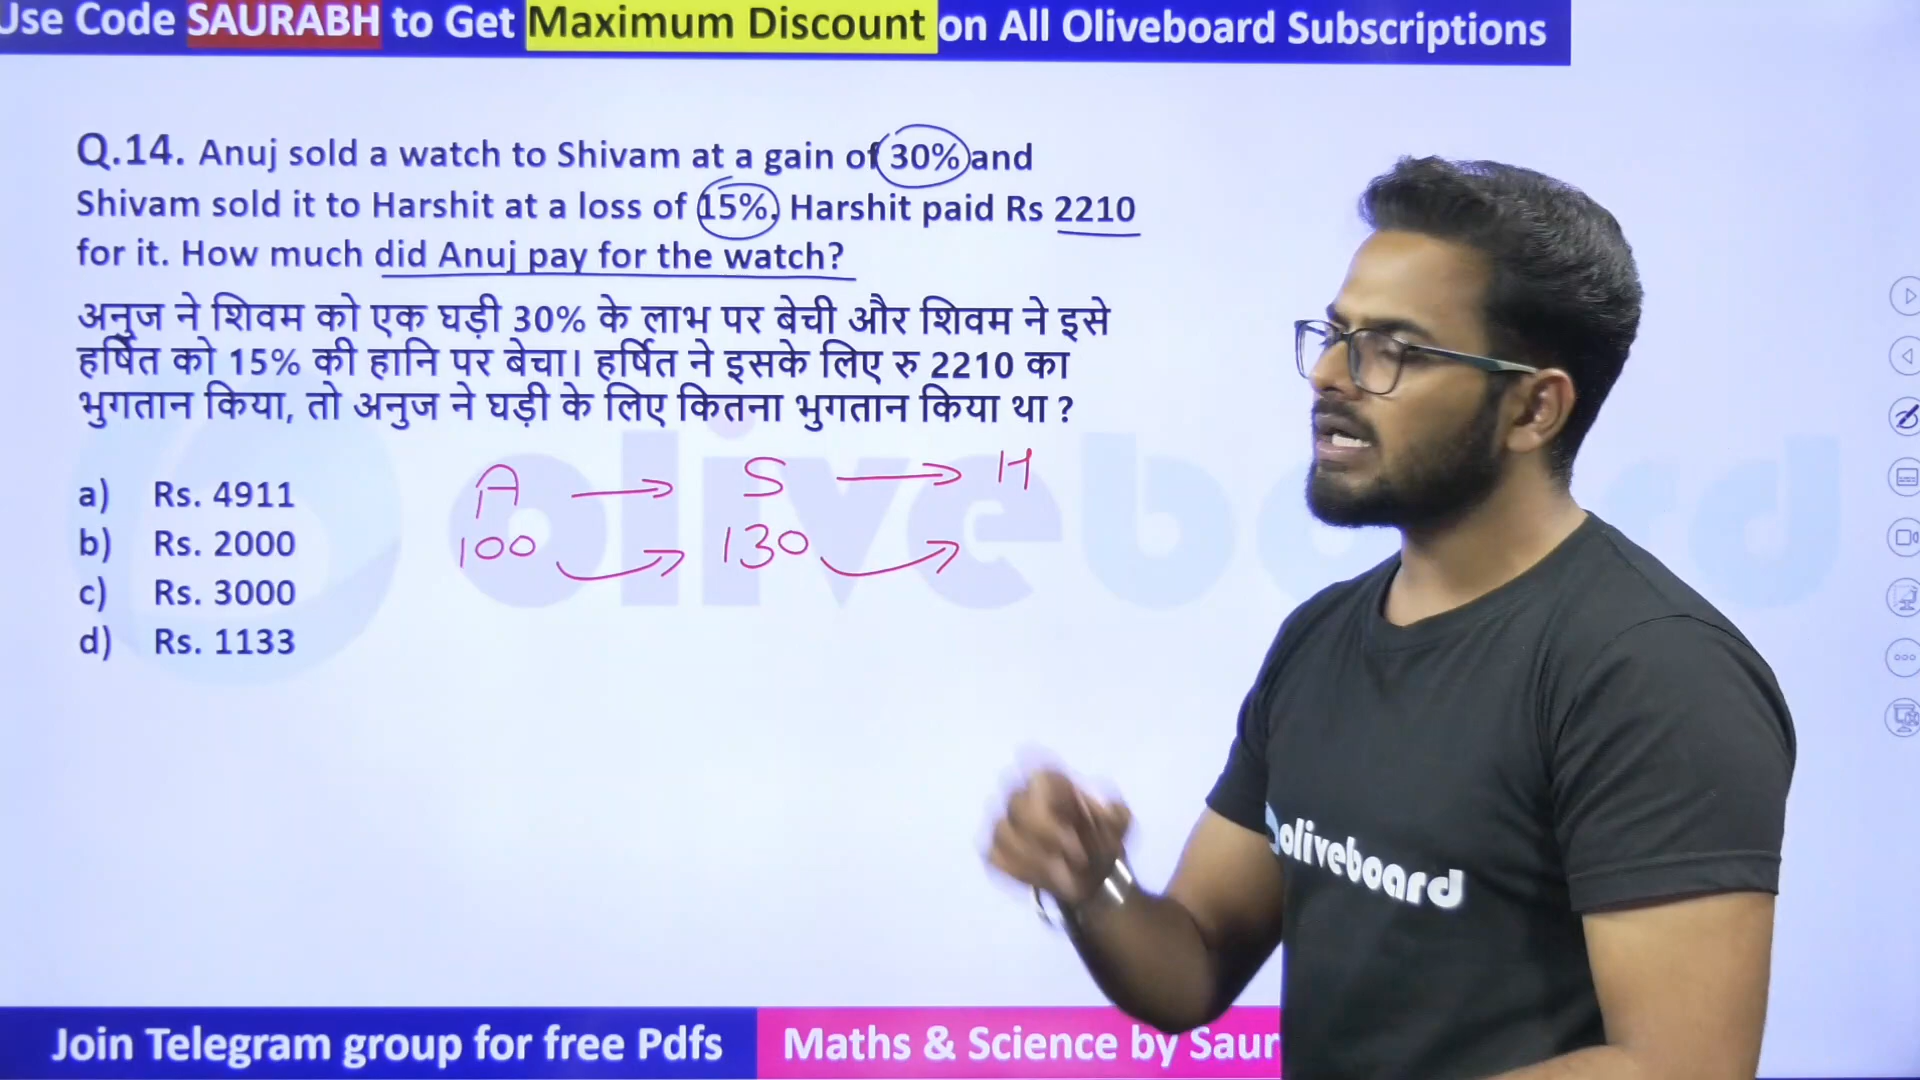 Use Code SAURABH to Get Maximum Discount on All Oliveboard Subscriptions
Q.14. Anuj sold a watch to Shivam at a gain of 30% and
Shivam sold it to Harshit at a loss of 15%, Harshit paid Rs 2210
for it. How much did Anuj pay for the watch?
अनुज ने शिवम को एक घड़ी 30% के लाभ पर बेची और शिवम ने इसे
हर्षित को 15% की हानि पर बेचा। हर्षित ने इसके लिए रु 2210 का
भुगतान किया, तो अनुज ने घड़ी के लिए कितना भुगतान किया था ?
A → S → H
100 130
a) Rs. 4911
b) Rs. 2000
c) Rs. 3000
d) Rs. 1133
oliveboard
oliveboard
Join Telegram group for free Pdfs
Maths & Science by Saur